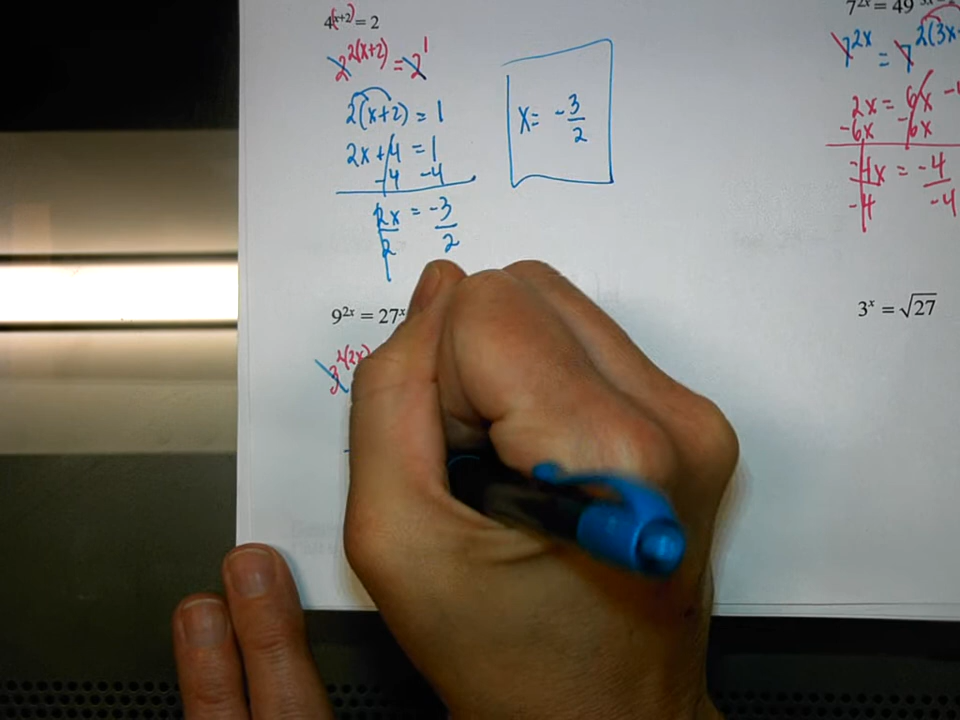 4^(x+2) = 2
2^2(x+2) = 2^1
2(x+2) = 1
2x+4 = 1
-4 -4
2x = -3
2 2
x = -3/2
7^2x = 49
7^2x = 7^2(3x
2x = 6x -
-6x -6x
-4x = -4
-4 -4
9^2x = 27^x
3^2(2x)
3^x = √27